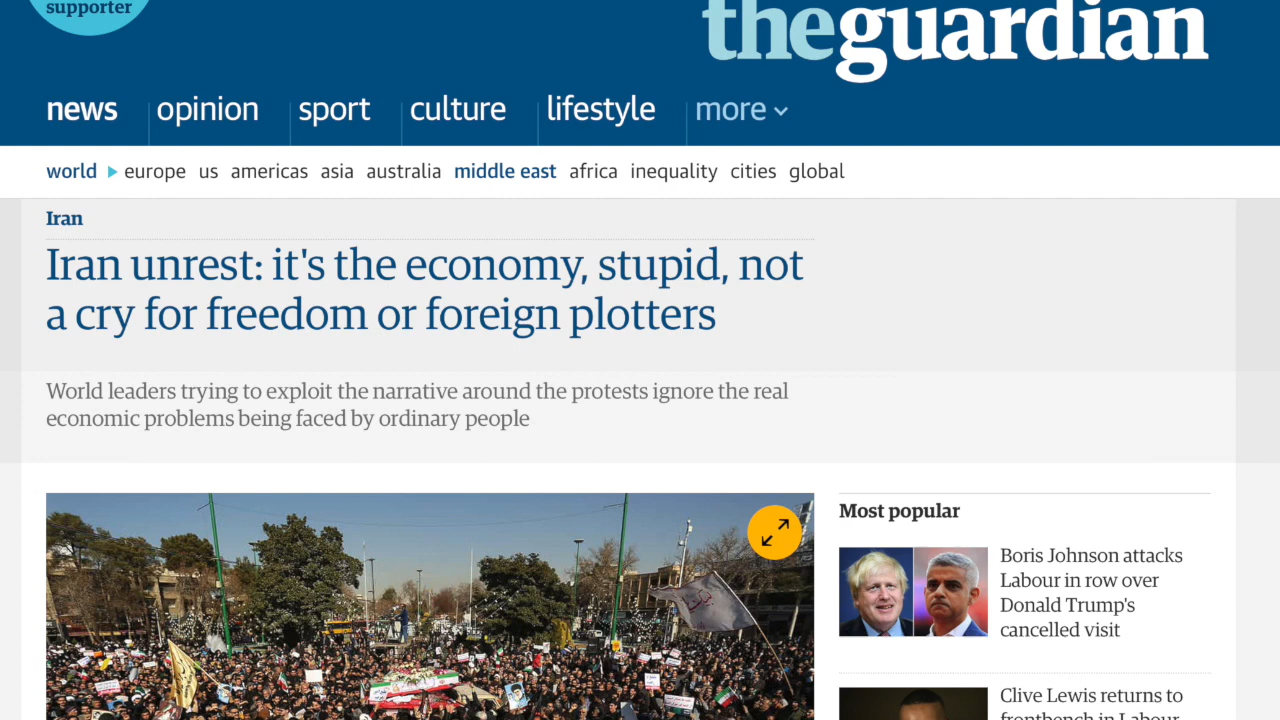 supporter
theguardian
news opinion sport culture lifestyle more
world europe us americas asia australia middle east africa inequality cities global
Iran
Iran unrest: it's the economy, stupid, not
a cry for freedom or foreign plotters
World leaders trying to exploit the narrative around the protests ignore the real
economic problems being faced by ordinary people
Most popular
Boris Johnson attacks
Labour in row over
Donald Trump's
cancelled visit
Clive Lewis returns to
frontbench in Labour